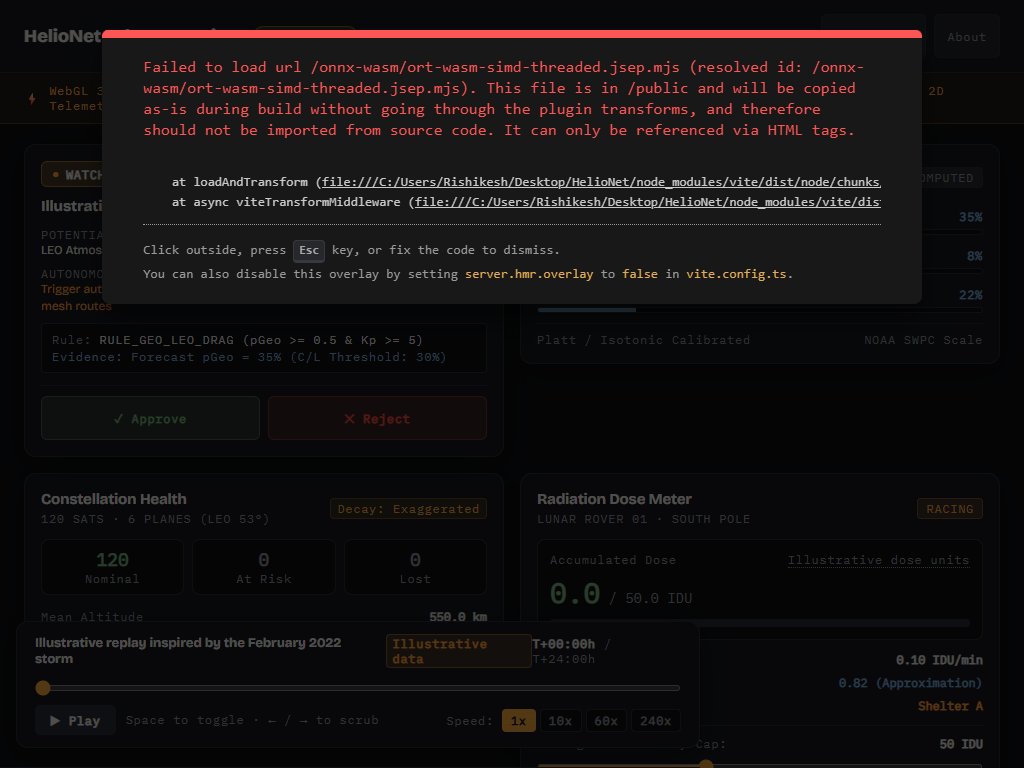 HelioNet
About
WebGL 3
2D
Telemet
Failed to load url /onnx-wasm/ort-wasm-simd-threaded.jsep.mjs (resolved id: /onnx-
wasm/ort-wasm-simd-threaded.jsep.mjs). This file is in /public and will be copied
as-is during build without going through the plugin transforms, and therefore
should not be imported from source code. It can only be referenced via HTML tags.
at loadAndTransform (file:///C:/Users/Rishikesh/Desktop/HelioNet/node_modules/vite/dist/node/chunks/
at async viteTransformMiddleware (file:///C:/Users/Rishikesh/Desktop/HelioNet/node_modules/vite/dist
Click outside, press Esc key, or fix the code to dismiss.
You can also disable this overlay by setting server.hmr.overlay to false in vite.config.ts.
WATCH
Illustrati
POTENTIA
LEO Atmos
AUTONOMO
Trigger aut
mesh routes
Rule: RULE_GEO_LEO_DRAG (pGeo >= 0.5 & Kp >= 5)
Evidence: Forecast pGeo = 35% (C/L Threshold: 30%)
✓ Approve
✕ Reject
OMPUTED
35%
8%
22%
Platt / Isotonic Calibrated
NOAA SWPC Scale
Constellation Health
120 SATS · 6 PLANES (LEO 53°)
Decay: Exaggerated
120
Nominal
0
At Risk
0
Lost
Mean Altitude
550.0 km
Radiation Dose Meter
LUNAR ROVER 01 · SOUTH POLE
RACING
Accumulated Dose
Illustrative dose units
0.0 / 50.0 IDU
0.10 IDU/min
0.82 (Approximation)
Shelter A
Cap:
50 IDU
Illustrative replay inspired by the February 2022
storm
Illustrative
data
T+00:00h /
T+24:00h
▶ Play
Space to toggle · ← / → to scrub
Speed:
1x
10x
60x
240x